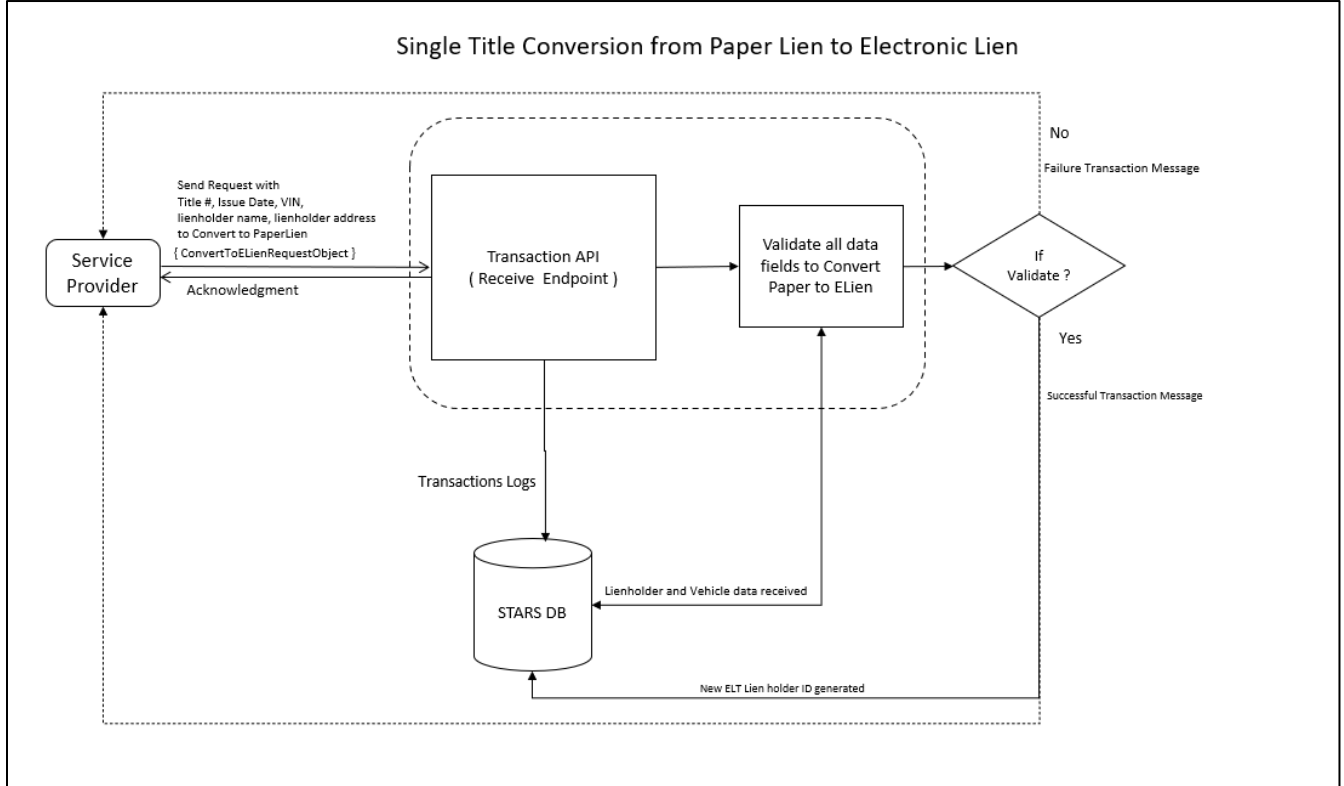 Single Title Conversion from Paper Lien to Electronic Lien
No
Failure Transaction Message
Send Request with
Title #, Issue Date, VIN,
lienholder name, lienholder address
to Convert to PaperLien
{ ConvertToELienRequestObject }
Acknowledgment
Service
Provider
Transaction API
( Receive Endpoint )
Validate all data
fields to Convert
Paper to ELien
If
Validate ?
Yes
Successful Transaction Message
Transactions Logs
STARS DB
Lienholder and Vehicle data received
New ELT Lien holder ID generated